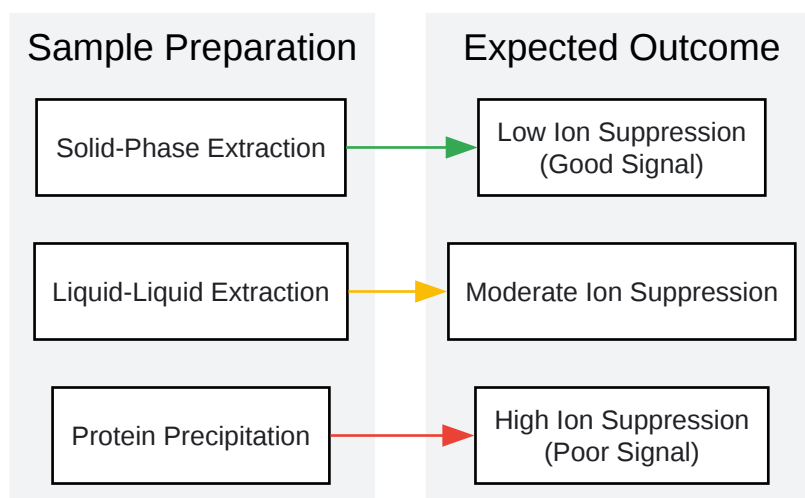 Sample Preparation
Expected Outcome
Solid-Phase Extraction
Low Ion Suppression
(Good Signal)
Liquid-Liquid Extraction
Moderate Ion Suppression
Protein Precipitation
High Ion Suppression
(Poor Signal)